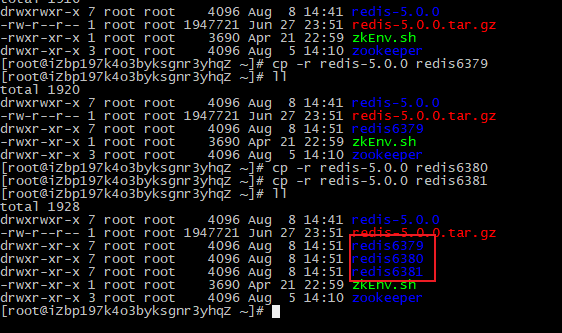 total 1916
drwxrwxr-x 7 root root    4096 Aug  8 14:41 redis-5.0.0
-rw-r--r-- 1 root root 1947721 Jun 27 23:51 redis-5.0.0.tar.gz
-rwxr-xr-x 1 root root    3690 Apr 21 22:59 zkEnv.sh
drwxr-xr-x 3 root root    4096 Aug  5 14:10 zookeeper
[root@iZbp197k4o3byksgnr3yhqZ ~]# cp -r redis-5.0.0 redis6379
[root@iZbp197k4o3byksgnr3yhqZ ~]# ll
total 1920
drwxrwxr-x 7 root root    4096 Aug  8 14:41 redis-5.0.0
-rw-r--r-- 1 root root 1947721 Jun 27 23:51 redis-5.0.0.tar.gz
drwxr-xr-x 7 root root    4096 Aug  8 14:51 redis6379
-rwxr-xr-x 1 root root    3690 Apr 21 22:59 zkEnv.sh
drwxr-xr-x 3 root root    4096 Aug  5 14:10 zookeeper
[root@iZbp197k4o3byksgnr3yhqZ ~]# cp -r redis-5.0.0 redis6380
[root@iZbp197k4o3byksgnr3yhqZ ~]# cp -r redis-5.0.0 redis6381
[root@iZbp197k4o3byksgnr3yhqZ ~]# ll
total 1928
drwxrwxr-x 7 root root    4096 Aug  8 14:41 redis-5.0.0
-rw-r--r-- 1 root root 1947721 Jun 27 23:51 redis-5.0.0.tar.gz
drwxr-xr-x 7 root root    4096 Aug  8 14:51 redis6379
drwxr-xr-x 7 root root    4096 Aug  8 14:51 redis6380
drwxr-xr-x 7 root root    4096 Aug  8 14:51 redis6381
-rwxr-xr-x 1 root root    3690 Apr 21 22:59 zkEnv.sh
drwxr-xr-x 3 root root    4096 Aug  5 14:10 zookeeper
[root@iZbp197k4o3byksgnr3yhqZ ~]#